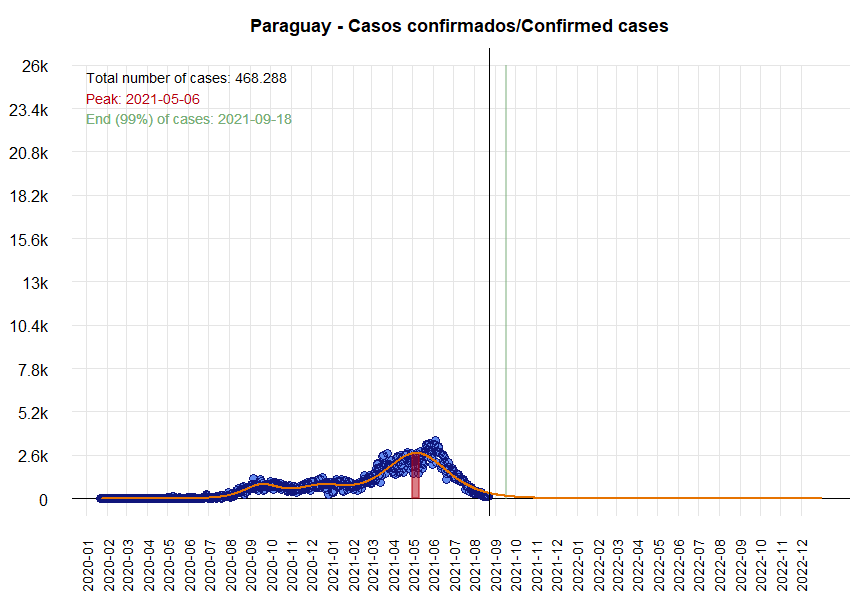 Paraguay - Casos confirmados/Confirmed cases
Total number of cases: 468.288
Peak: 2021-05-06
End (99%) of cases: 2021-09-18
26k
23.4k
20.8k
18.2k
15.6k
13k
10.4k
7.8k
5.2k
2.6k
0
2020-01
2020-02
2020-03
2020-04
2020-05
2020-06
2020-07
2020-08
2020-09
2020-10
2020-11
2020-12
2021-01
2021-02
2021-03
2021-04
2021-05
2021-06
2021-07
2021-08
2021-09
2021-10
2021-11
2021-12
2022-01
2022-02
2022-03
2022-04
2022-05
2022-06
2022-07
2022-08
2022-09
2022-10
2022-11
2022-12